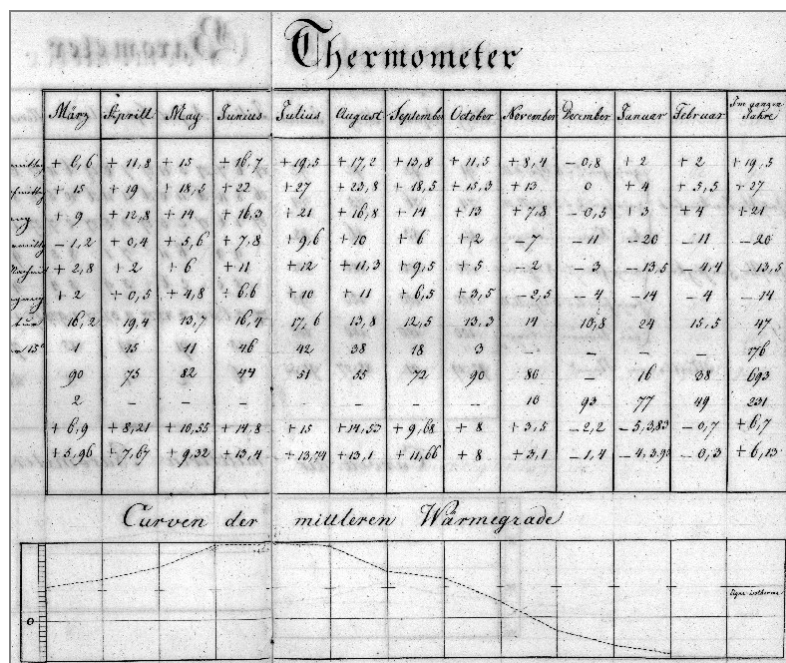 Thermometer
März Aprill May Junius Julius August September October November December Januar Februar Im ganzen Jahre
+ 6,6 + 11,8 + 15 + 16,7 + 19,5 + 17,2 + 13,8 + 11,5 + 8,4 − 0,8 + 2 + 2 + 19,5
+ 15 + 19 + 18,5 + 22 + 27 + 23,8 + 18,5 + 15,3 + 13 0 + 4 + 5,5 + 27
+ 9 + 12,8 + 14 + 16,3 + 21 + 16,8 + 14 + 13 + 7,8 − 0,5 + 3 + 4 + 21
− 1,2 + 0,4 + 5,6 + 7,8 + 9,6 + 10 + 6 + 2 − 7 − 11 − 20 − 11 − 20
+ 2,8 + 2 + 6 + 11 + 12 + 11,3 + 9,5 + 5 − 2 − 3 − 13,5 − 4,4 − 13,5
+ 2 + 0,5 + 4,8 + 6,6 + 10 + 11 + 6,5 + 3,5 − 2,5 − 4 − 14 − 4 − 14
16,2 19,4 13,7 16,4 17,6 13,8 12,5 13,3 14 10,8 24 15,5 47
1 15 11 46 42 38 18 3 − − − − 176
90 75 82 44 51 55 72 90 86 − 16 38 693
2 − − − − − − − 10 93 77 49 231
+ 6,9 + 8,21 + 10,55 + 14,8 + 15 + 14,53 + 9,68 + 8 + 3,5 − 2,2 − 5,383 − 0,7 + 6,7
+ 5,96 + 7,67 + 9,32 + 13,4 + 13,74 + 13,1 + 11,66 + 8 + 3,1 − 1,4 − 4,393 − 0,3 + 6,13
Curven der mittleren Wärmegrade
0